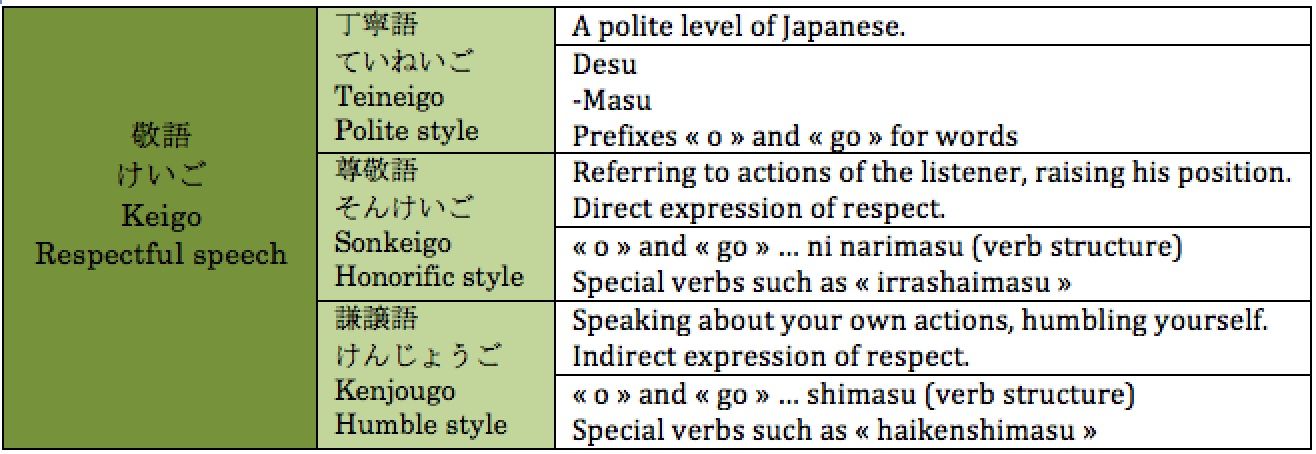 敬語
けいご
Keigo
Respectful speech
丁寧語
ていねいご
Teineigo
Polite style
A polite level of Japanese.
Desu
-Masu
Prefixes « o » and « go » for words
尊敬語
そんけいご
Sonkeigo
Honorific style
Referring to actions of the listener, raising his position.
Direct expression of respect.
« o » and « go » ... ni narimasu (verb structure)
Special verbs such as « irrashaimasu »
謙譲語
けんじょうご
Kenjougo
Humble style
Speaking about your own actions, humbling yourself.
Indirect expression of respect.
« o » and « go » ... shimasu (verb structure)
Special verbs such as « haikenshimasu »